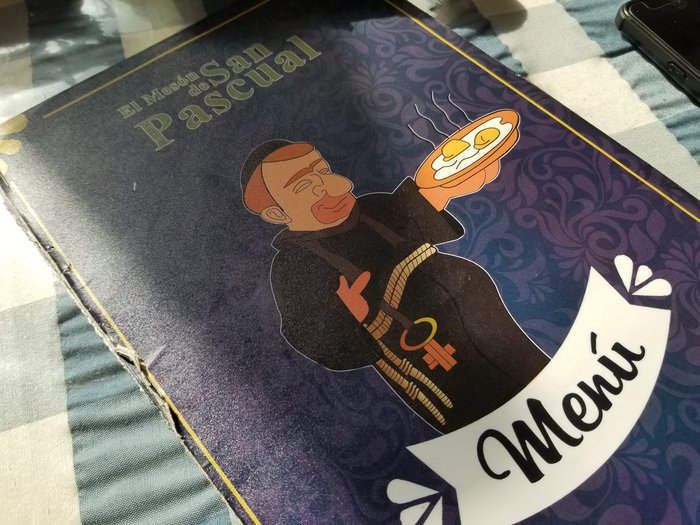 El Mesón
de San
Pascual
Menú